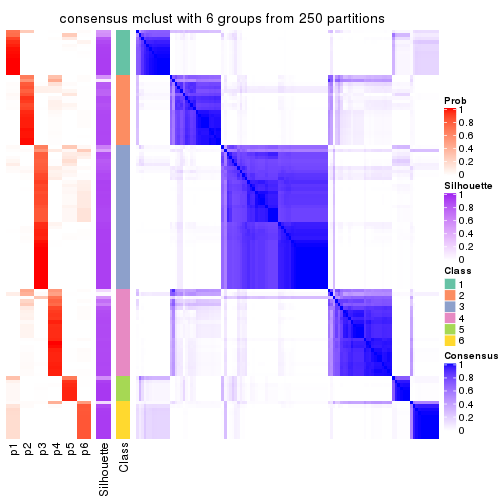 consensus mclust with 6 groups from 250 partitions
Prob
1
0.8
0.6
0.4
0.2
0
Silhouette
1
0.8
0.6
0.4
0.2
0
Class
1
2
3
4
5
6
Consensus
1
0.8
0.6
0.4
0.2
0
p1
p2
p3
p4
p5
p6
Silhouette
Class